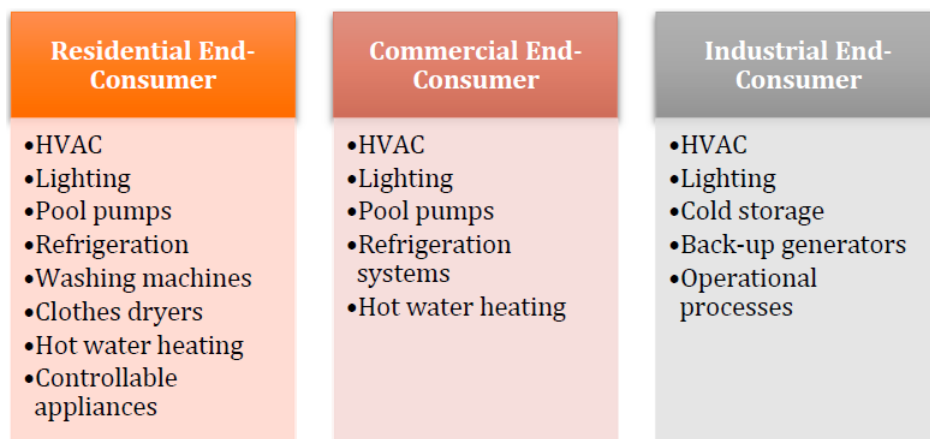 Residential End-
Consumer
•HVAC
•Lighting
•Pool pumps
•Refrigeration
•Washing machines
•Clothes dryers
•Hot water heating
•Controllable
appliances
Commercial End-
Consumer
•HVAC
•Lighting
•Pool pumps
•Refrigeration
systems
•Hot water heating
Industrial End-
Consumer
•HVAC
•Lighting
•Cold storage
•Back-up generators
•Operational
processes